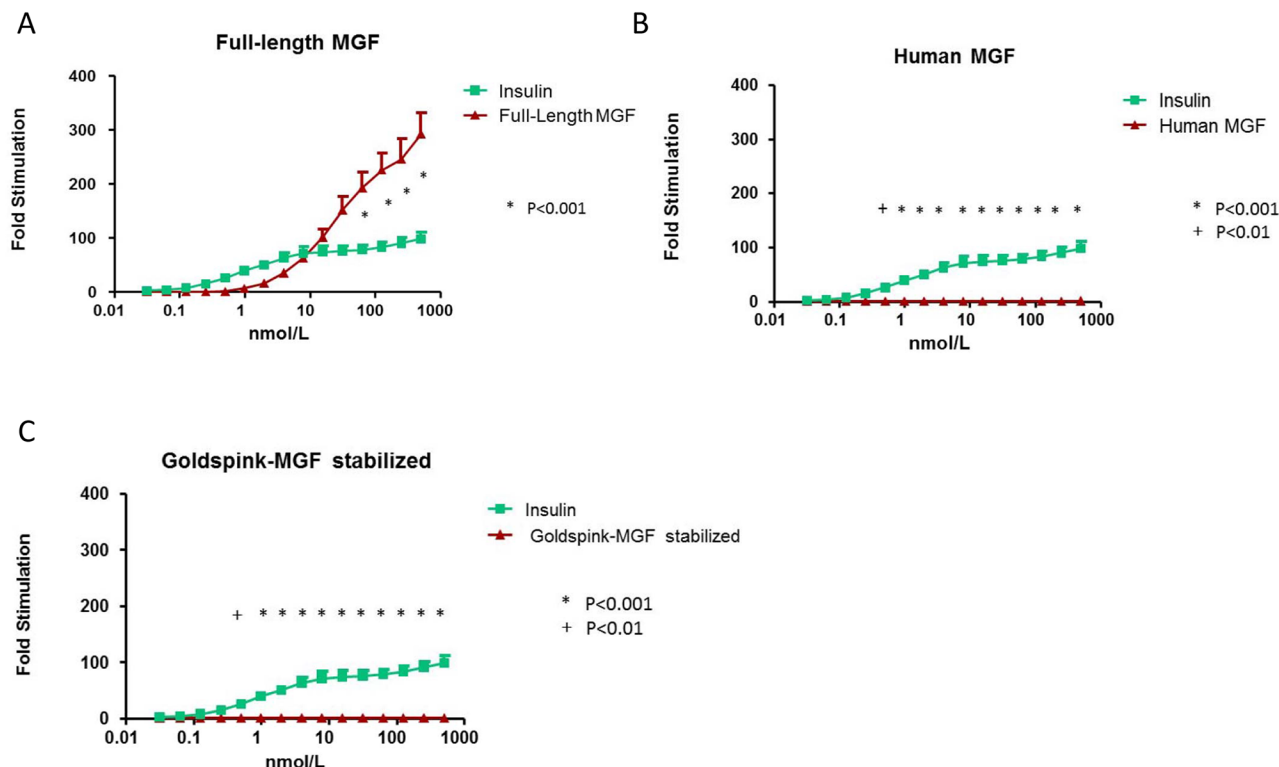 A
Full-length MGF
Fold Stimulation
400
300
200
100
0
0.01
0.1
1
10
100
1000
nmol/L
Insulin
Full-Length MGF
* * * *
* P<0.001
B
Human MGF
Fold Stimulation
400
300
200
100
0
0.01
0.1
1
10
100
1000
nmol/L
Insulin
Human MGF
+ * * * * * * * * * *
* P<0.001
+ P<0.01
C
Goldspink-MGF stabilized
Fold Stimulation
400
300
200
100
0
0.01
0.1
1
10
100
1000
nmol/L
Insulin
Goldspink-MGF stabilized
+ * * * * * * * * * *
* P<0.001
+ P<0.01